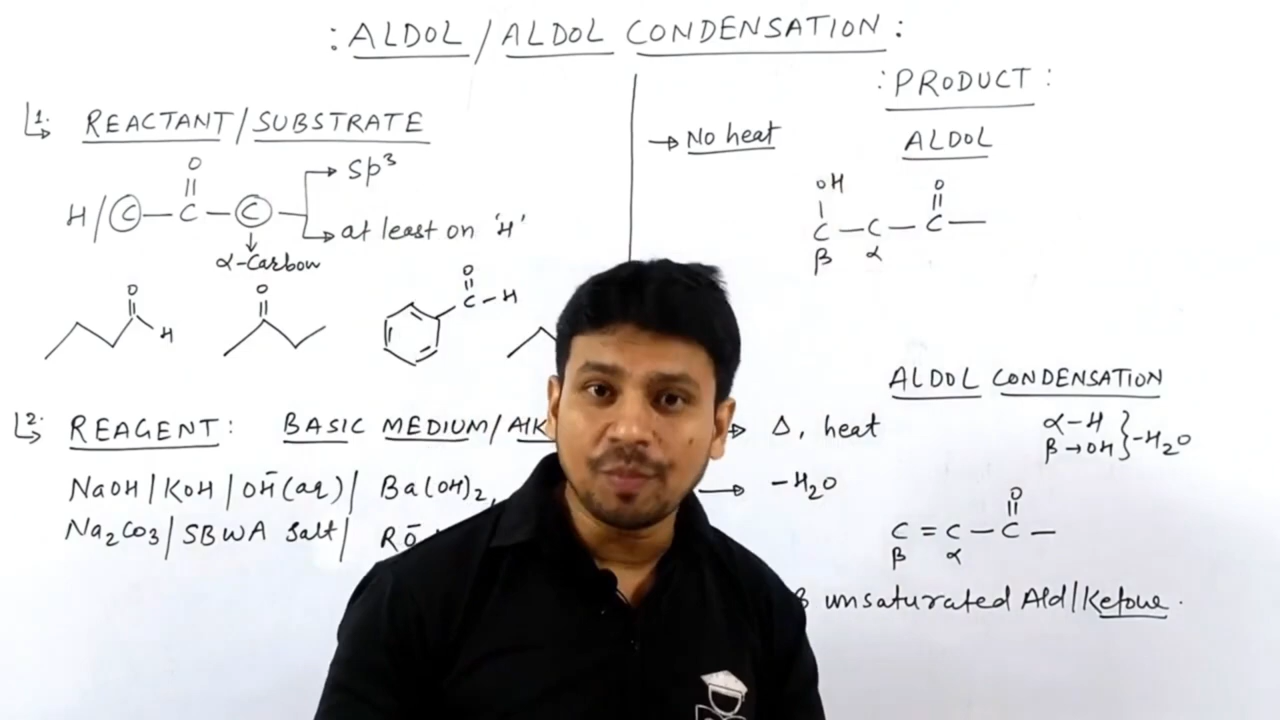 : ALDOL / ALDOL CONDENSATION :
1. REACTANT / SUBSTRATE
O
H / C — C — C
sp³
at least on 'H'
α-Carbon
O
H
O
O
C – H
2. REAGENT : BASIC MEDIUM /
NaOH / KOH / OH̄ (aq) / Ba(OH)₂,
Na₂CO₃ / SBWA Salt /
RŌ
: PRODUCT :
No heat
ALDOL
OH O
C — C — C —
β α
ALDOL CONDENSATION
Δ, heat
α-H
β → OH } -H₂O
-H₂O
O
C = C — C —
β α
unsaturated Ald / Ketone.